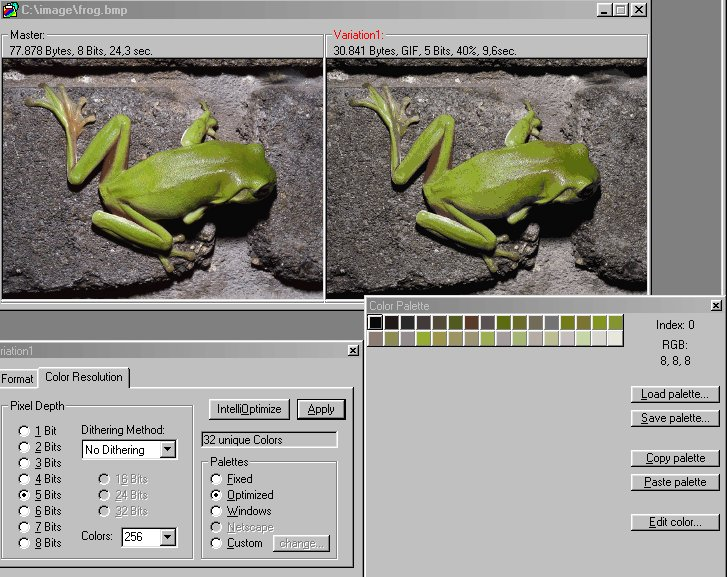 C:\image\frog.bmp
Master:
77.878 Bytes, 8 Bits, 24,3 sec.
Variation1:
30.841 Bytes, GIF, 5 Bits, 40%, 9,6sec.
Color Palette
Index: 0
RGB:
8, 8, 8
Load palette...
Save palette...
Copy palette
Paste palette
Edit color...
riation1
Format
Color Resolution
Pixel Depth
1 Bit
2 Bits
3 Bits
4 Bits
5 Bits
6 Bits
7 Bits
8 Bits
Dithering Method:
No Dithering
16 Bits
24 Bits
32 Bits
Colors:
256
IntelliOptimize
Apply
32 unique Colors
Palettes
Fixed
Optimized
Windows
Netscape
Custom
change...